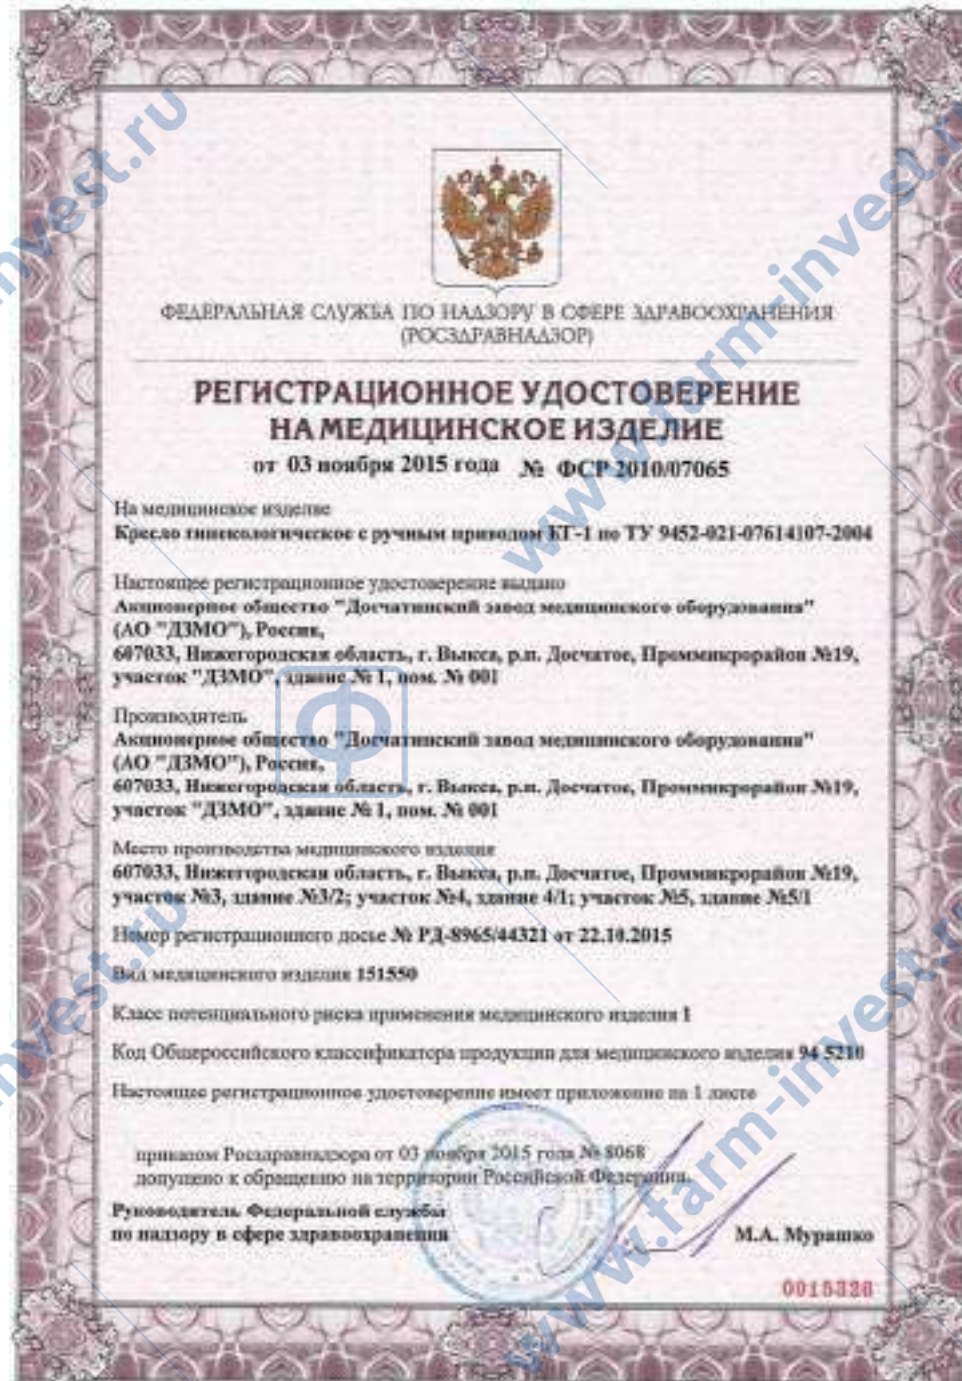 ФЕДЕРАЛЬНАЯ СЛУЖБА ПО НАДЗОРУ В СФЕРЕ ЗДРАВООХРАНЕНИЯ
(РОСЗДРАВНАДЗОР)
РЕГИСТРАЦИОННОЕ УДОСТОВЕРЕНИЕ
НА МЕДИЦИНСКОЕ ИЗДЕЛИЕ
от 03 ноября 2015 года № ФСР 2010/07065
На медицинское изделие
Кресло гинекологическое с ручным приводом КГ-1 по ТУ 9452-021-07614107-2004
Настоящее регистрационное удостоверение выдано
Акционерное общество "Досчатинский завод медицинского оборудования"
(АО "ДЗМО"), Россия,
607033, Нижегородская область, г. Выкса, р.п. Досчатое, Проммикрорайон №19,
участок "ДЗМО", здание № 1, пом. № 001
Производитель
Акционерное общество "Досчатинский завод медицинского оборудования"
(АО "ДЗМО"), Россия,
607033, Нижегородская область, г. Выкса, р.п. Досчатое, Проммикрорайон №19,
участок "ДЗМО", здание № 1, пом. № 001
Место производства медицинского изделия
607033, Нижегородская область, г. Выкса, р.п. Досчатое, Проммикрорайон №19,
участок №3, здание №3/2; участок №4, здание 4/1; участок №5, здание №5/1
Номер регистрационного досье № РД-8965/44321 от 22.10.2015
Вид медицинского изделия 151550
Класс потенциального риска применения медицинского изделия 1
Код Общероссийского классификатора продукции для медицинского изделия 94 5210
Настоящее регистрационное удостоверение имеет приложение на 1 листе
приказом Росздравнадзора от 03 ноября 2015 года № 8068
допущено к обращению на территории Российской Федерации.
Руководитель Федеральной службы
по надзору в сфере здравоохранения
М.А. Мурашко
0015326
www.farm-invest.ru